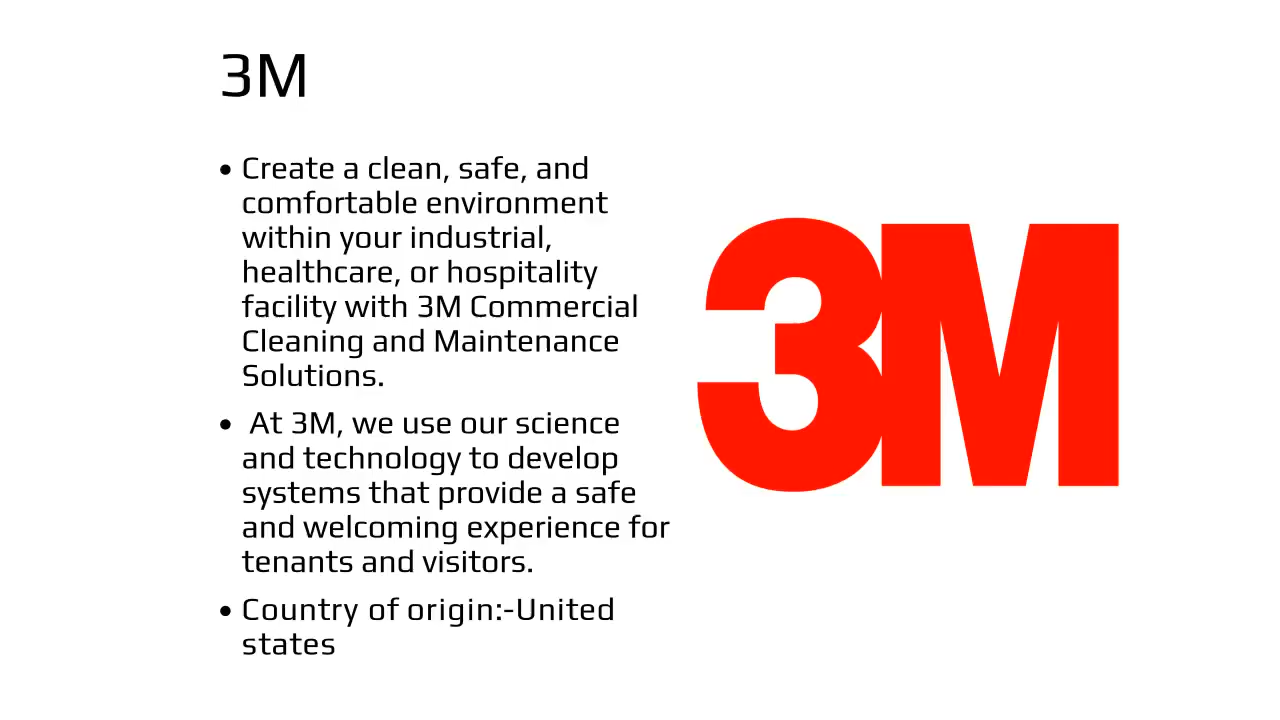 3M
• Create a clean, safe, and
comfortable environment
within your industrial,
healthcare, or hospitality
facility with 3M Commercial
Cleaning and Maintenance
Solutions.
• At 3M, we use our science
and technology to develop
systems that provide a safe
and welcoming experience for
tenants and visitors.
• Country of origin:-United
states
3M